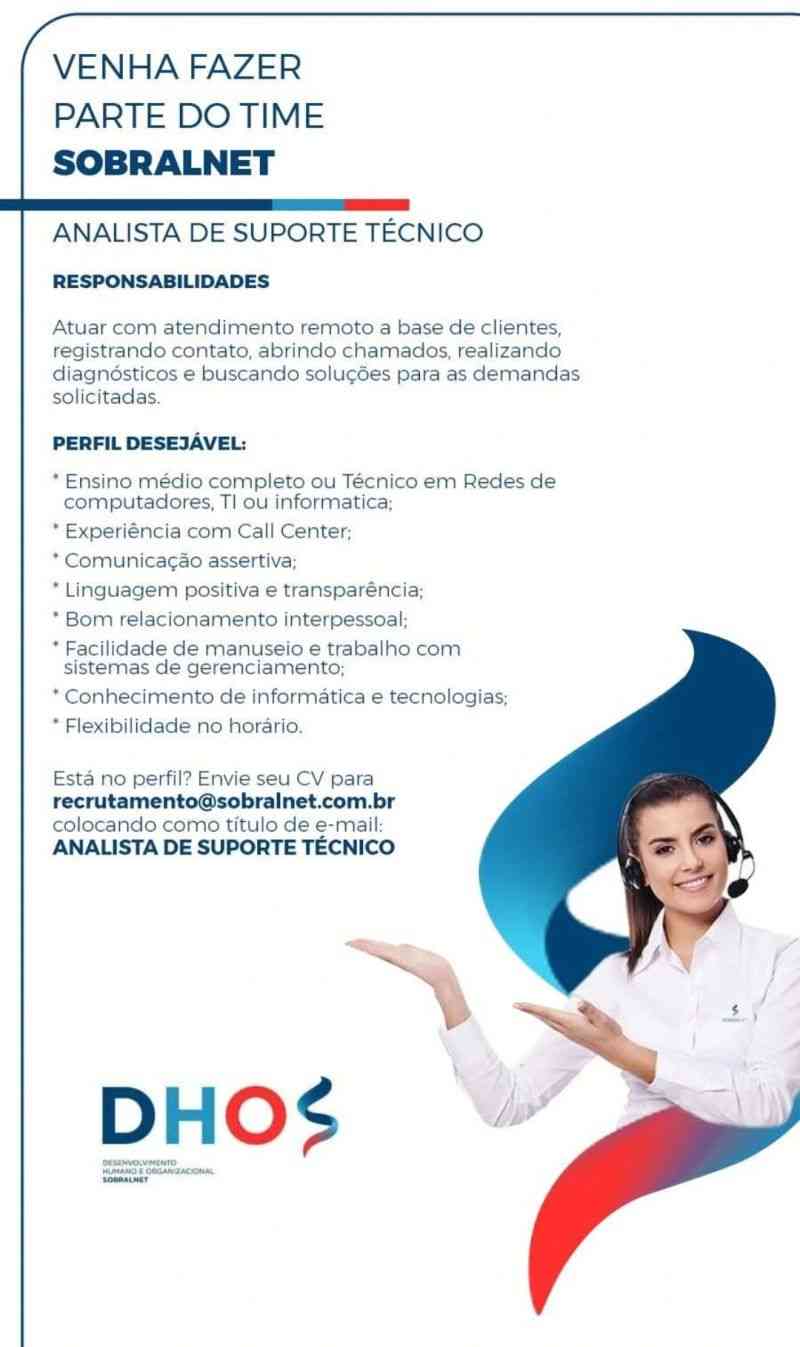 VENHA FAZER
PARTE DO TIME
SOBRALNET
ANALISTA DE SUPORTE TÉCNICO
RESPONSABILIDADES
Atuar com atendimento remoto a base de clientes,
registrando contato, abrindo chamados, realizando
diagnósticos e buscando soluções para as demandas
solicitadas.
PERFIL DESEJÁVEL:
* Ensino médio completo ou Técnico em Redes de
computadores, TI ou informatica;
* Experiência com Call Center;
* Comunicação assertiva;
* Linguagem positiva e transparência;
* Bom relacionamento interpessoal;
* Facilidade de manuseio e trabalho com
sistemas de gerenciamento;
* Conhecimento de informática e tecnologias;
* Flexibilidade no horário.
Está no perfil? Envie seu CV para
recrutamento@sobralnet.com.br
colocando como título de e-mail:
ANALISTA DE SUPORTE TÉCNICO
DHOS
DESENVOLVIMENTO
HUMANO E ORGANIZACIONAL
SOBRALNET